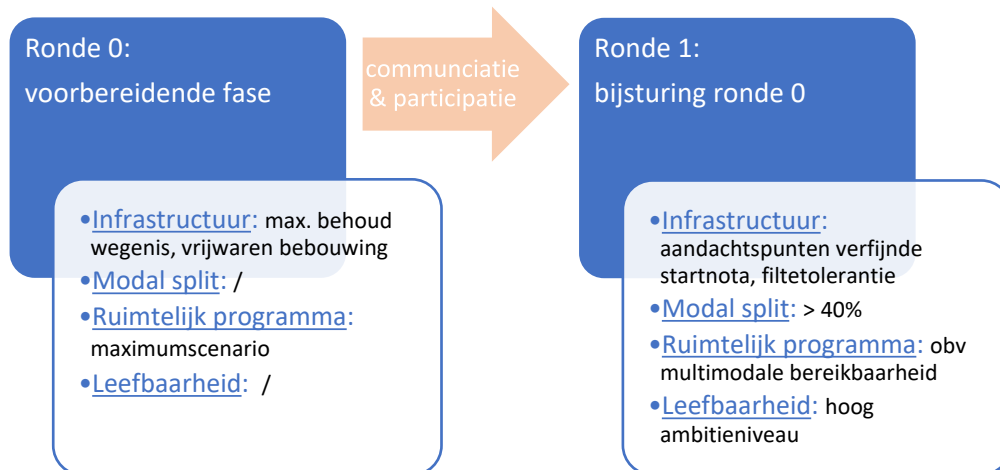 Ronde 0:
voorbereidende fase
•Infrastructuur: max. behoud
wegenis, vrijwaren bebouwing
•Modal split: /
•Ruimtelijk programma:
maximumscenario
•Leefbaarheid: /
communciatie
& participatie
Ronde 1:
bijsturing ronde 0
•Infrastructuur:
aandachtspunten verfijnde
startnota, filtetolerantie
•Modal split: > 40%
•Ruimtelijk programma: obv
multimodale bereikbaarheid
•Leefbaarheid: hoog
ambitieniveau